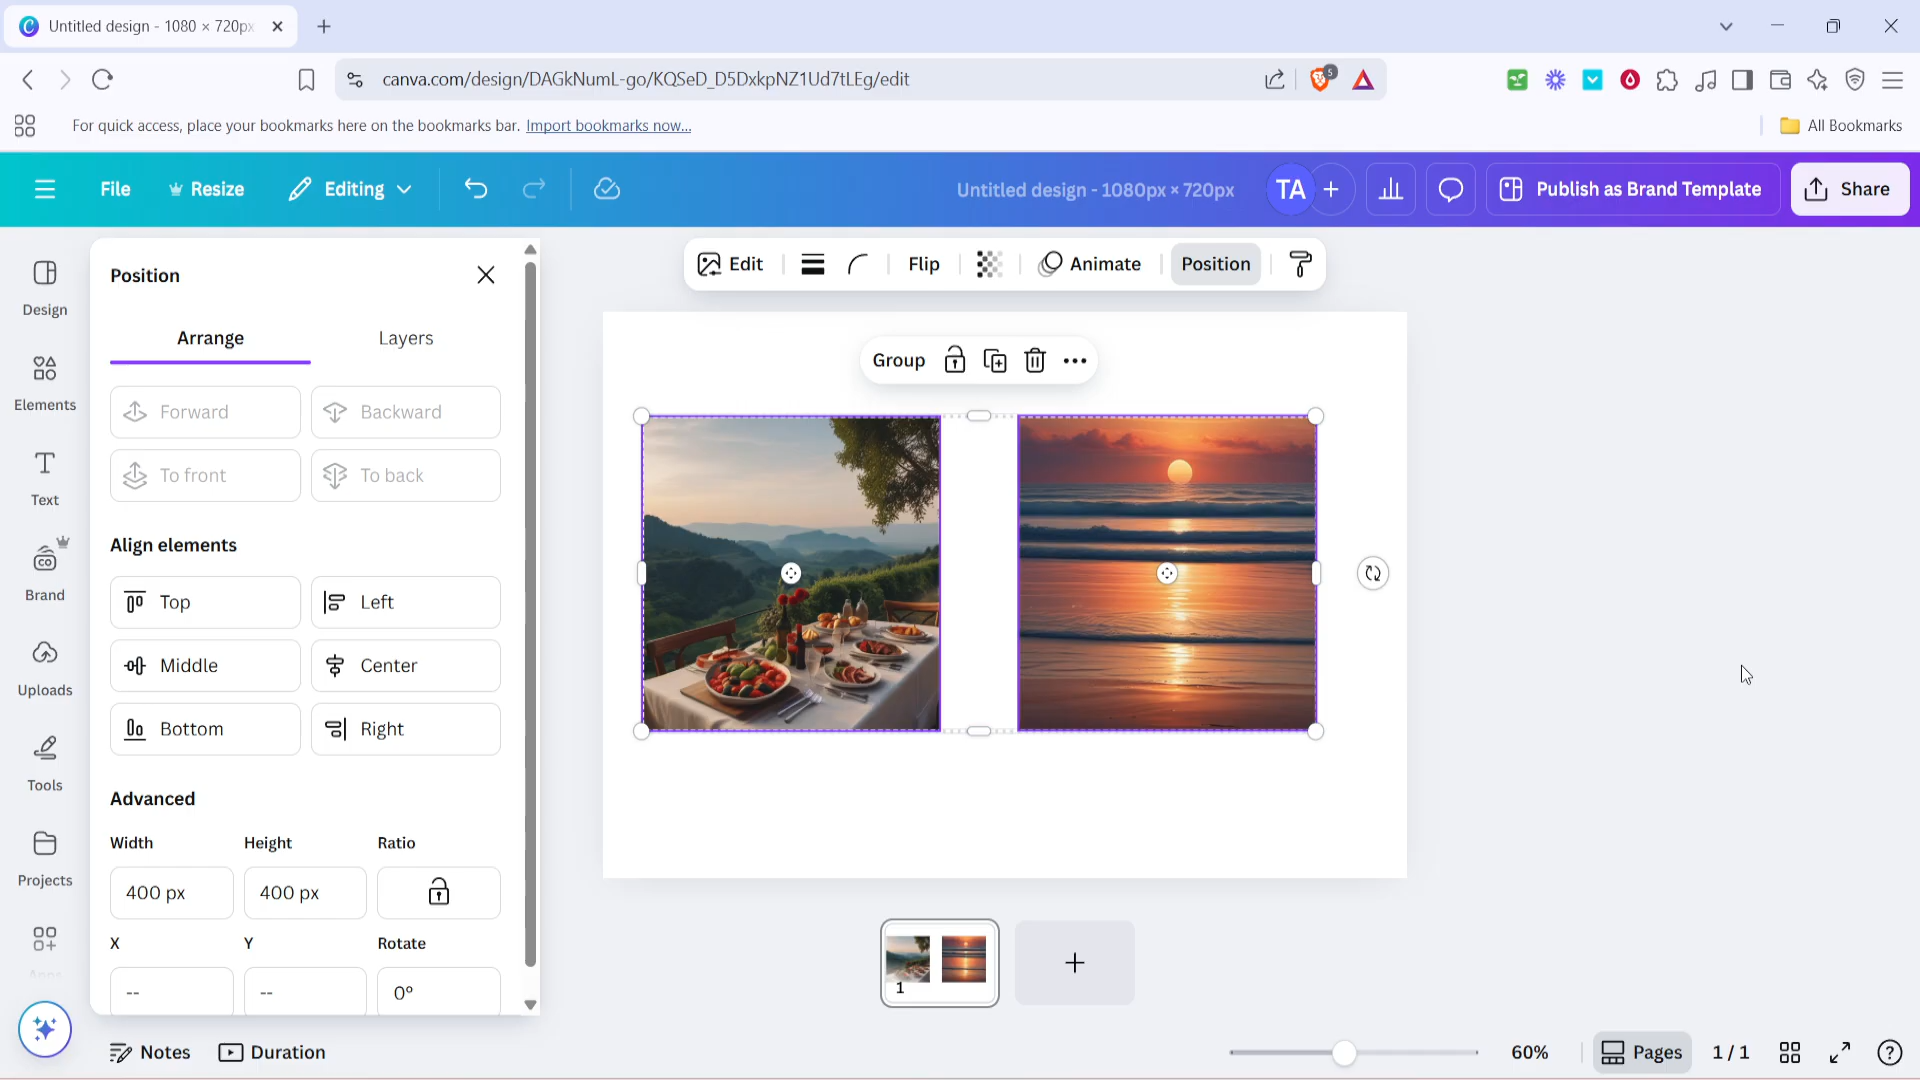 Untitled design - 1080 × 720px
canva.com/design/DAGkNumL-go/KQSeD_D5DxkpNZ1Ud7tLEg/edit
5
For quick access, place your bookmarks here on the bookmarks bar. Import bookmarks now...
All Bookmarks
File
Resize
Editing
Untitled design - 1080px × 720px
TA
Publish as Brand Template
Share
Design
Elements
Text
Brand
Uploads
Tools
Projects
Apps
Position
Arrange
Layers
Forward
Backward
To front
To back
Align elements
Top
Left
Middle
Center
Bottom
Right
Advanced
Width
Height
Ratio
400 px
400 px
X
Y
Rotate
--
--
0°
Edit
Flip
Animate
Position
Group
1
Notes
Duration
60%
Pages
1 / 1